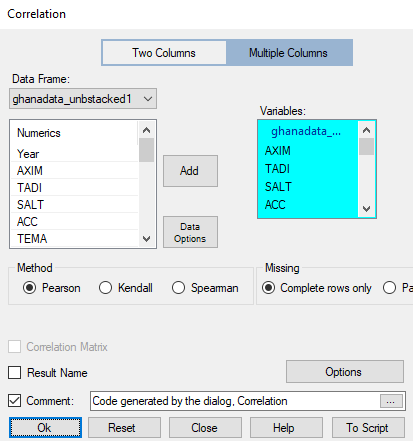 Correlation
Two Columns
Multiple Columns
Data Frame:
ghanadata_unbstacked1
Variables:
Numerics
Year
AXIM
TADI
SALT
ACC
TEMA
Add
Data
Options
ghanadata_...
AXIM
TADI
SALT
ACC
Method
Pearson
Kendall
Spearman
Missing
Complete rows only
Pa
Correlation Matrix
Result Name
Options
Comment:
Code generated by the dialog, Correlation
...
Ok
Reset
Close
Help
To Script